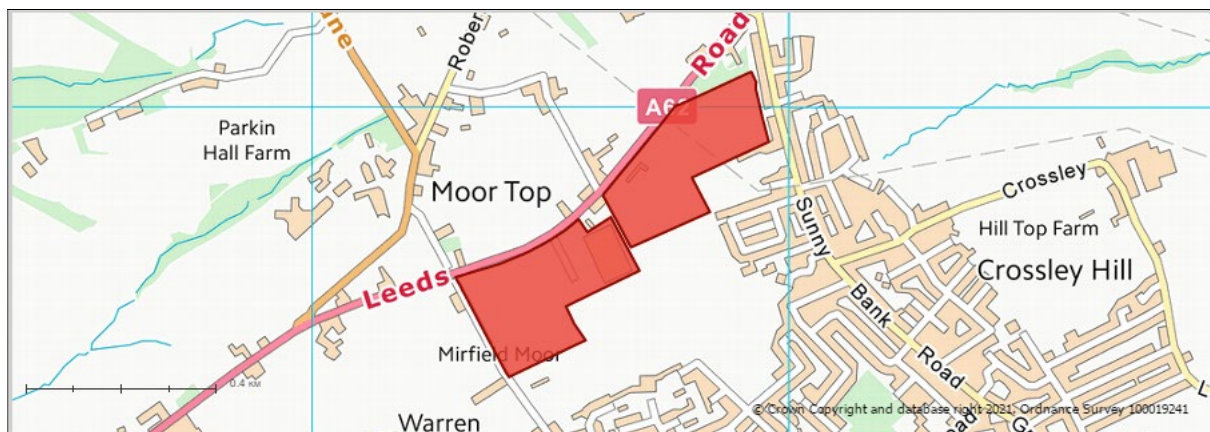 ane
Rober
Road
A62
Parkin
Hall Farm
Moor Top
Crossley
Sunny
Hill Top Farm
Crossley Hill
Leeds
Bank
Mirfield Moor
Road
0.4 км
Warren
© Crown Copyright and database right 2021. Ordnance Survey 100019241